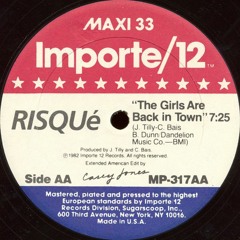 MAXI 33
Importe/12
TM
RISQUé
"The Girls Are
Back in Town" 7:25
(J. Tilly-C. Bais
B. Dunn/Dandelion
Music Co.—BMI)
Produced by J. Tilly and C. Bais
℗ 1982 Importe 12 Records, All rights reserved.
Extended American Edit by
Casey Jones
Side AA
MP-317AA
Mastered, plated and pressed to the highest
European standards by Importe 12
Records Division, Sugarscoop, Inc.,
600 Third Avenue, New York, NY 10016.
Made in U.S.A.